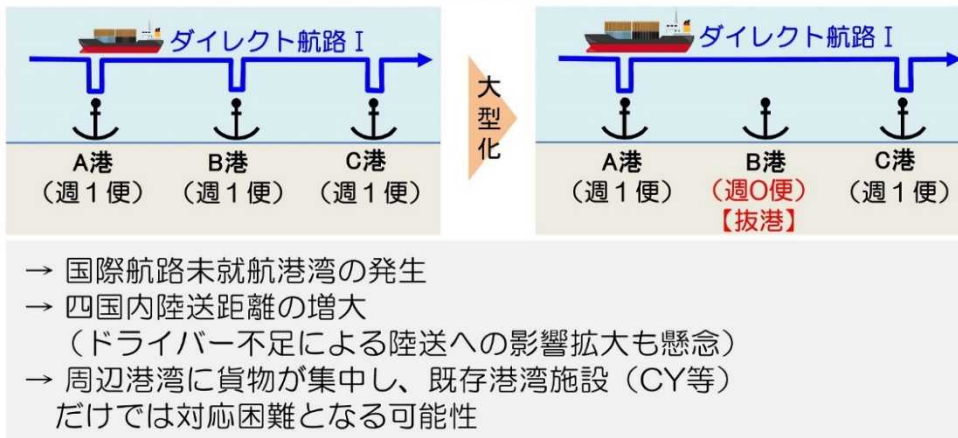 ダイレクト航路Ⅰ
A港
(週1便)
B港
(週1便)
C港
(週1便)
大型化
ダイレクト航路Ⅰ
A港
(週1便)
B港
(週0便)
【抜港】
C港
(週1便)
→ 国際航路未就航港湾の発生
→ 四国内陸送距離の増大
(ドライバー不足による陸送への影響拡大も懸念)
→ 周辺港湾に貨物が集中し、既存港湾施設(CY等)
だけでは対応困難となる可能性